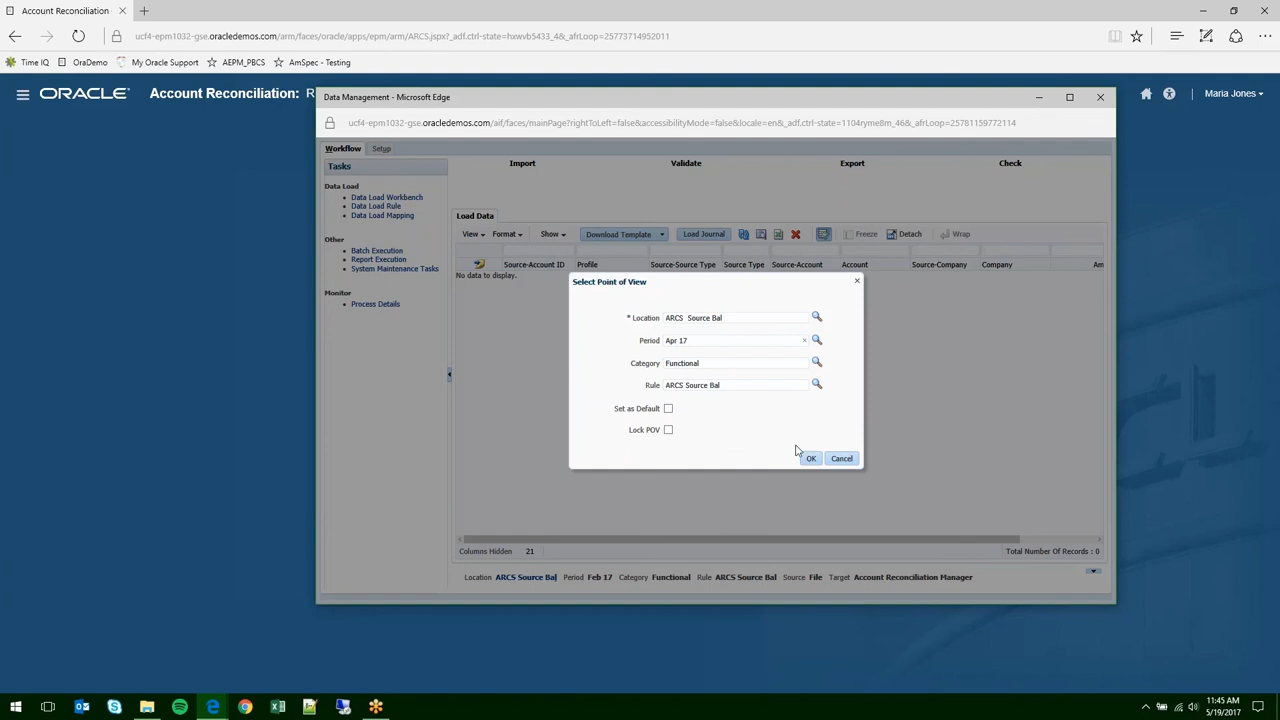 Account Reconciliation
ucf4-epm1032-gse.oracledemos.com/arm/faces/oracle/apps/epm/arm/ARCS.jspx?_adf.ctrl-state=hxwvb5433_4&_afrLoop=25773714952011
Time IQ OraDemo My Oracle Support AEPM_PBCS AmSpec - Testing
ORACLE Account Reconciliation: R Maria Jones
Data Management - Microsoft Edge
ucf4-epm1032-gse.oracledemos.com/aif/faces/mainPage?rightToLeft=false&accessibilityMode=false&locale=en&_adf.ctrl-state=1104ryme8m_46&_afrLoop=25781159772114
Workflow Setup
Tasks
Import Validate Export Check
Data Load
Data Load Workbench
Data Load Rule
Data Load Mapping
Other
Batch Execution
Report Execution
System Maintenance Tasks
Monitor
Process Details
Load Data
View Format Show Download Template Load Journal Freeze Detach Wrap
Source-Account ID Profile Source-Source Type Source Type Source-Account Account Source-Company Company Am
No data to display.
Select Point of View
* Location ARCS Source Bal
Period Apr 17
Category Functional
Rule ARCS Source Bal
Set as Default
Lock POV
OK Cancel
Columns Hidden 21 Total Number Of Records : 0
Location ARCS Source Bal Period Feb 17 Category Functional Rule ARCS Source Bal Source File Target Account Reconciliation Manager
11:45 AM
5/19/2017